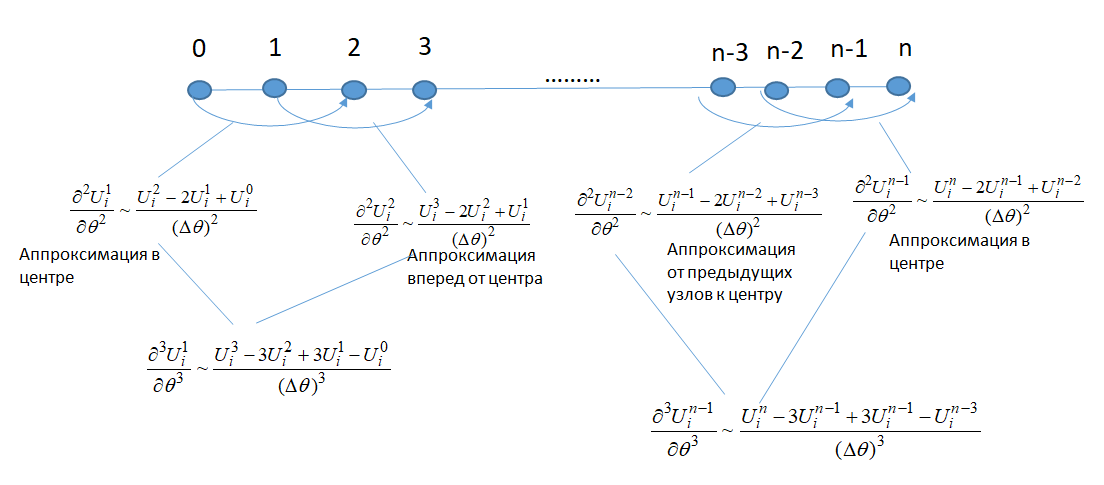 0 1 2 3 ......... n-3 n-2 n-1 n
∂²U_i^1/∂θ² ~ (U_i^2 − 2U_i^1 + U_i^0)/(Δθ)²
Аппроксимация в
центре
∂²U_i^2/∂θ² ~ (U_i^3 − 2U_i^2 + U_i^1)/(Δθ)²
Аппроксимация
вперед от центра
∂²U_i^{n−2}/∂θ² ~ (U_i^{n−1} − 2U_i^{n−2} + U_i^{n−3})/(Δθ)²
Аппроксимация
от предыдущих
узлов к центру
∂²U_i^{n−1}/∂θ² ~ (U_i^n − 2U_i^{n−1} + U_i^{n−2})/(Δθ)²
Аппроксимация в
центре
∂³U_i^1/∂θ³ ~ (U_i^3 − 3U_i^2 + 3U_i^1 − U_i^0)/(Δθ)³
∂³U_i^{n−1}/∂θ³ ~ (U_i^n − 3U_i^{n−1} + 3U_i^{n−1} − U_i^{n−3})/(Δθ)³